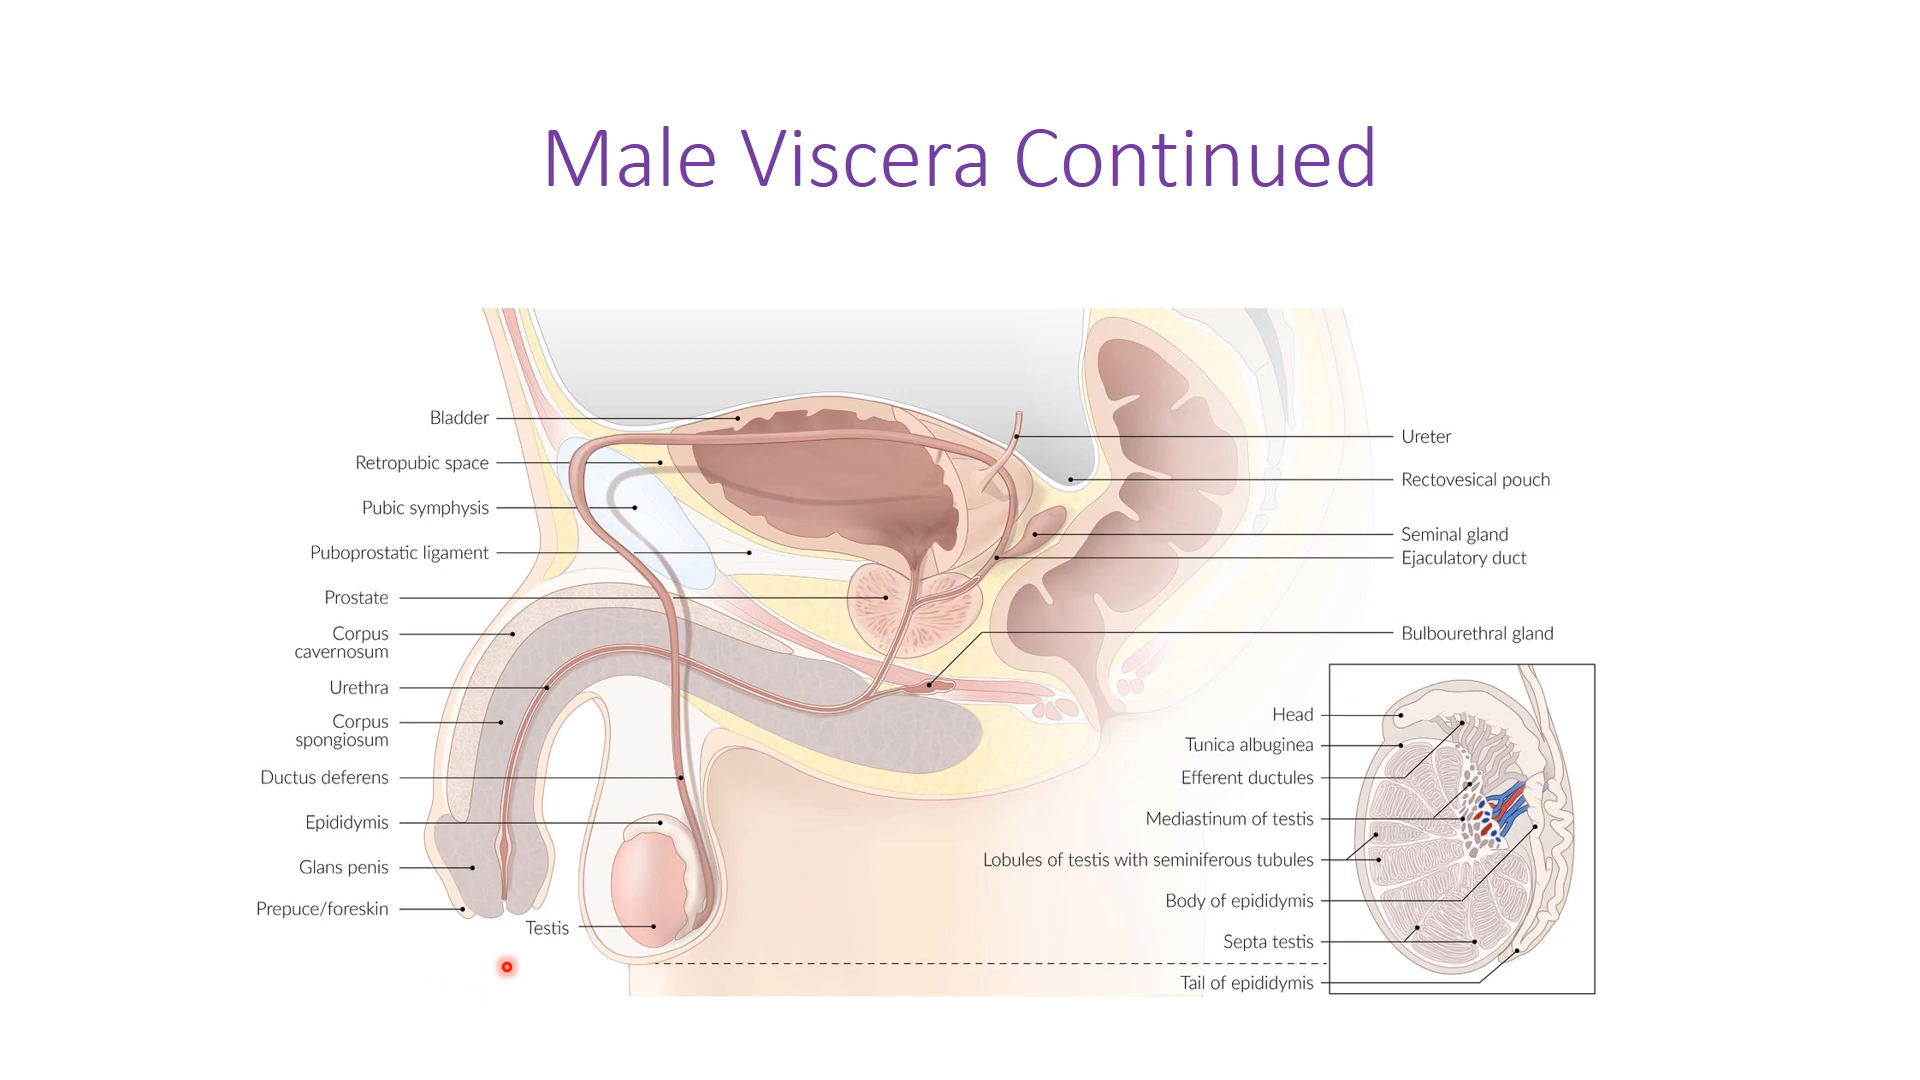 Male Viscera Continued
Bladder
Retropubic space
Pubic symphysis
Puboprostatic ligament
Prostate
Corpus
cavernosum
Urethra
Corpus
spongiosum
Ductus deferens
Epididymis
Glans penis
Prepuce/foreskin
Testis
Ureter
Rectovesical pouch
Seminal gland
Ejaculatory duct
Bulbourethral gland
Head
Tunica albuginea
Efferent ductules
Mediastinum of testis
Lobules of testis with seminiferous tubules
Body of epididymis
Septa testis
Tail of epididymis